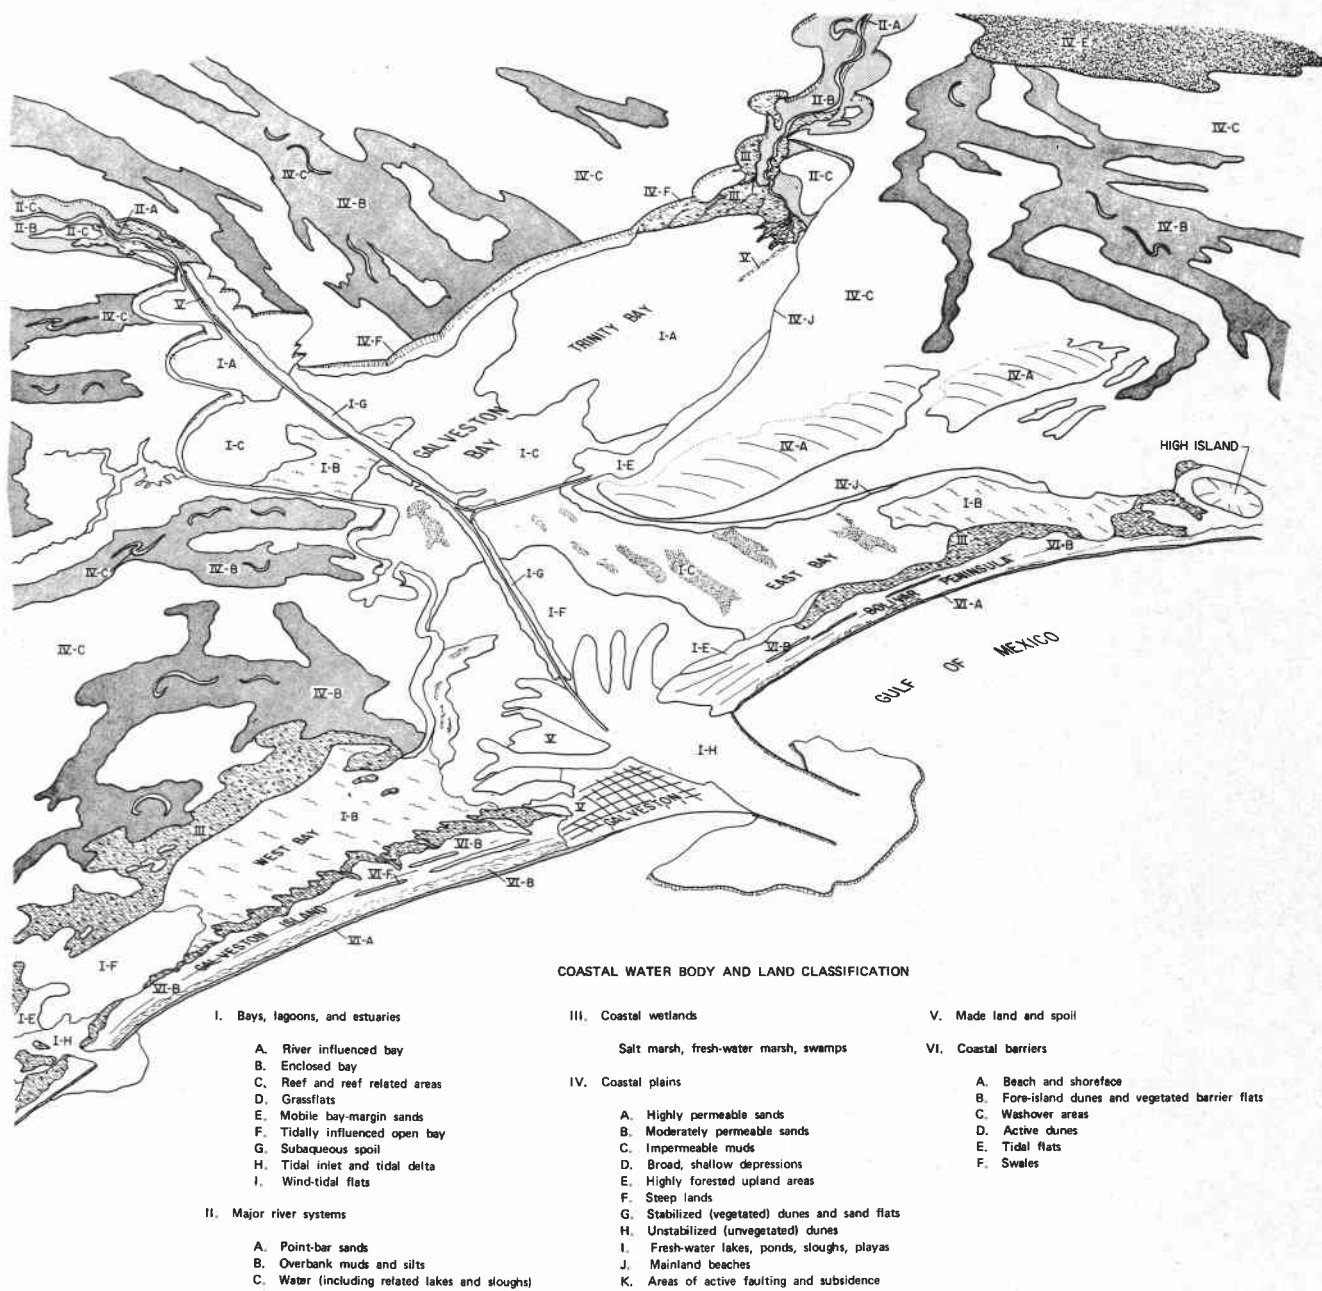 II-A
IV-E
II-B
IV-C
IV-C
III
IV-C
IV-C
II-C
IV-F
III
IV-B
II-C
II-A
II-B
II-C
IV-B
V
V
IV-C
IV-C
TRINITY BAY
I-A
IV-J
IV-F
I-A
IV-A
I-G
GALVESTON BAY
I-C
I-C
I-B
I-E
IV-A
HIGH ISLAND
IV-J
I-B
III
VI-B
IV-C
IV-B
I-G
I-C
EAST BAY
BOLIVAR PENINSULA
VI-A
I-F
I-E
VI-B
IV-C
IV-B
GULF OF MEXICO
V
I-H
V
GALVESTON
III
I-B
WEST BAY
VI-B
VI-F
VI-B
GALVESTON ISLAND
VI-A
I-F
VI-B
I-E
I-H
COASTAL WATER BODY AND LAND CLASSIFICATION
I. Bays, lagoons, and estuaries
A. River influenced bay
B. Enclosed bay
C. Reef and reef related areas
D. Grassflats
E. Mobile bay-margin sands
F. Tidally influenced open bay
G. Subaqueous spoil
H. Tidal inlet and tidal delta
I. Wind-tidal flats
II. Major river systems
A. Point-bar sands
B. Overbank muds and silts
C. Water (including related lakes and sloughs)
III. Coastal wetlands
Salt marsh, fresh-water marsh, swamps
IV. Coastal plains
A. Highly permeable sands
B. Moderately permeable sands
C. Impermeable muds
D. Broad, shallow depressions
E. Highly forested upland areas
F. Steep lands
G. Stabilized (vegetated) dunes and sand flats
H. Unstabilized (unvegetated) dunes
I. Fresh-water lakes, ponds, sloughs, playas
J. Mainland beaches
K. Areas of active faulting and subsidence
V. Made land and spoil
VI. Coastal barriers
A. Beach and shoreface
B. Fore-island dunes and vegetated barrier flats
C. Washover areas
D. Active dunes
E. Tidal flats
F. Swales